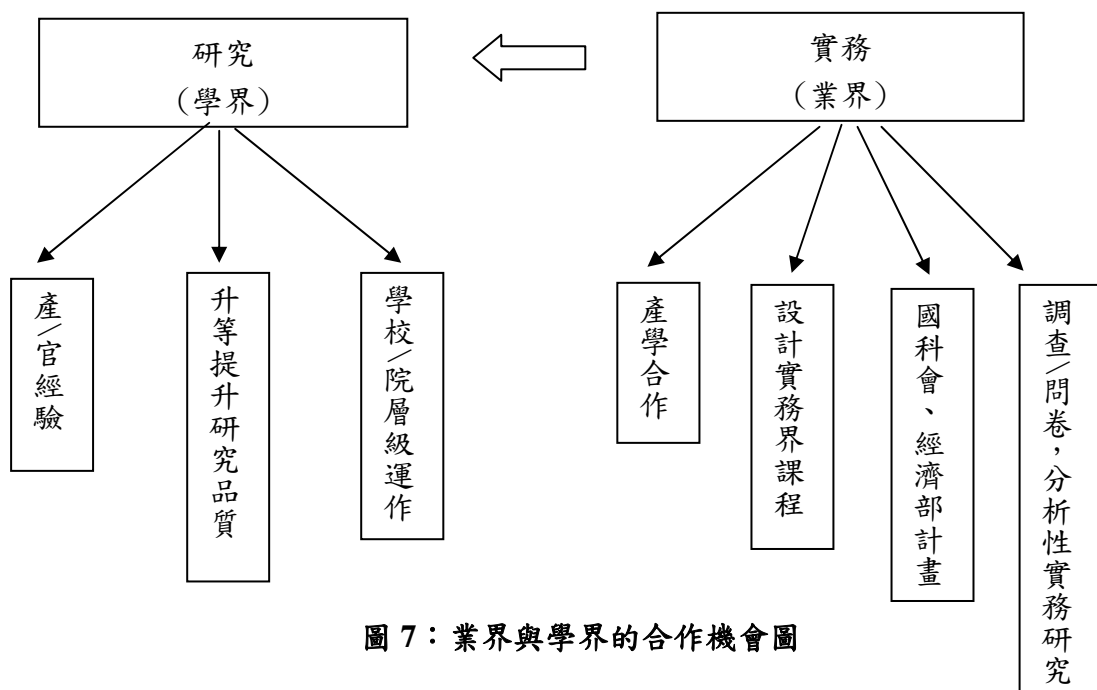 研究
（學界）
實務
（業界）
產/官經驗
升等提升研究品質
學校/院層級運作
產學合作
設計實務界課程
國科會、經濟部計畫
調查/問卷，分析性實務研究
圖 7：業界與學界的合作機會圖